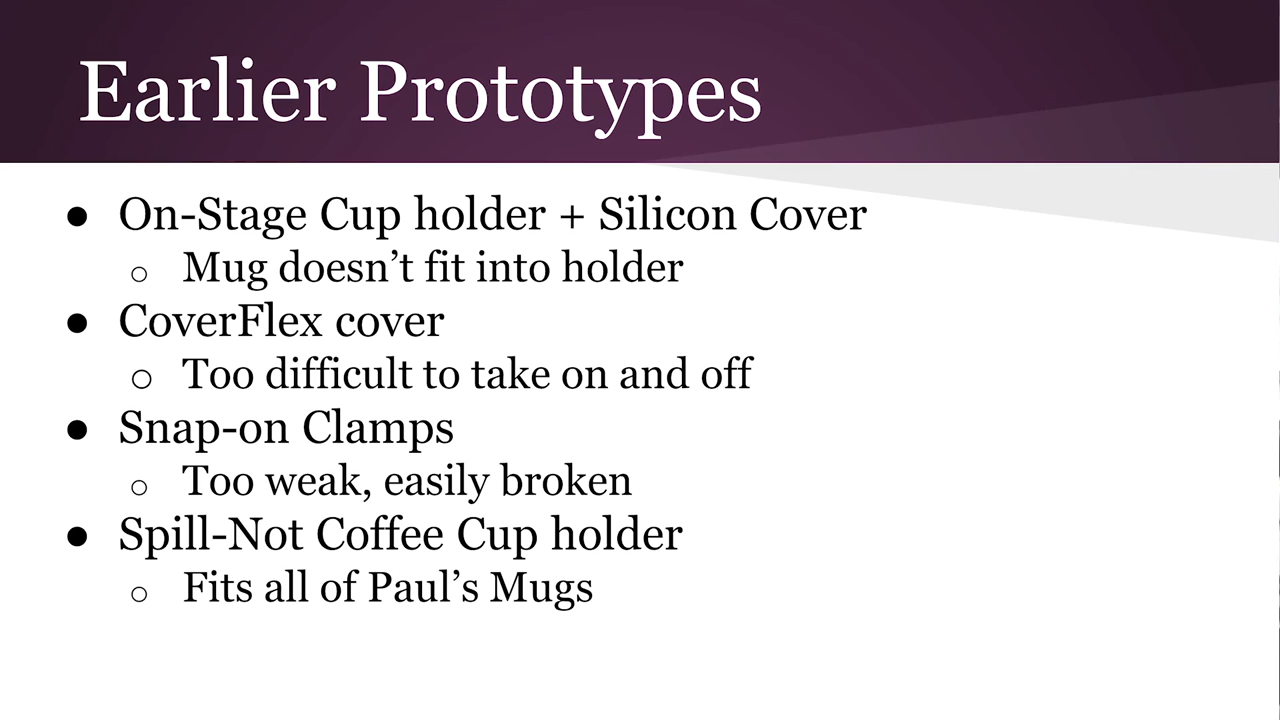 Earlier Prototypes
● On-Stage Cup holder + Silicon Cover
○ Mug doesn’t fit into holder
● CoverFlex cover
○ Too difficult to take on and off
● Snap-on Clamps
○ Too weak, easily broken
● Spill-Not Coffee Cup holder
○ Fits all of Paul’s Mugs